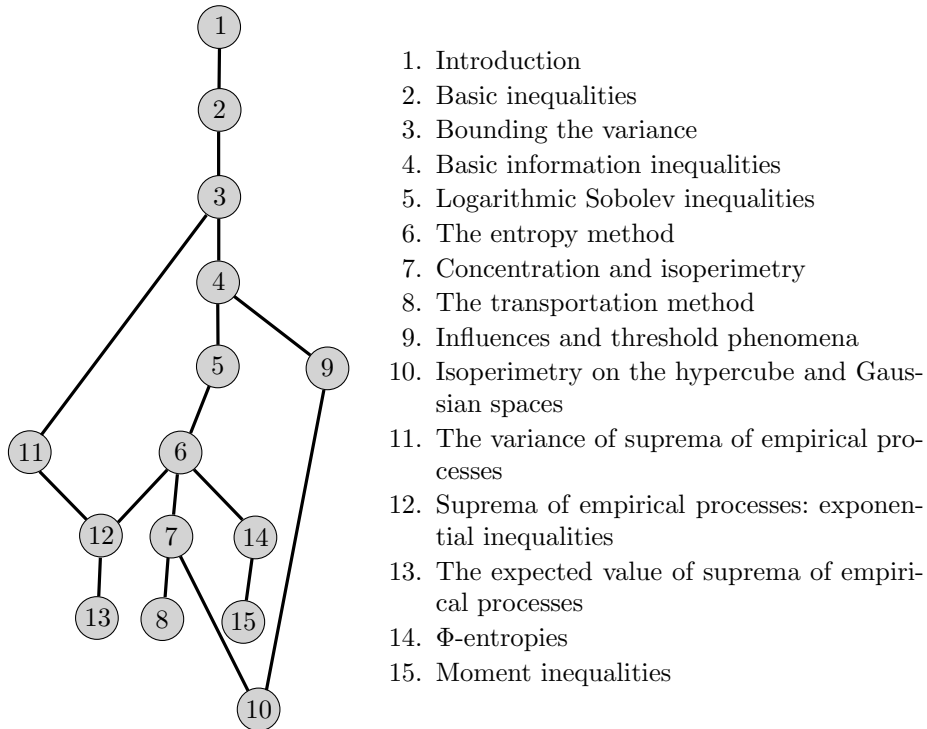 1
2
3
4
5
9
11
6
12
7
14
13
8
15
10
1. Introduction
2. Basic inequalities
3. Bounding the variance
4. Basic information inequalities
5. Logarithmic Sobolev inequalities
6. The entropy method
7. Concentration and isoperimetry
8. The transportation method
9. Influences and threshold phenomena
10. Isoperimetry on the hypercube and Gaus-
sian spaces
11. The variance of suprema of empirical pro-
cesses
12. Suprema of empirical processes: exponen-
tial inequalities
13. The expected value of suprema of empiri-
cal processes
14. Φ-entropies
15. Moment inequalities